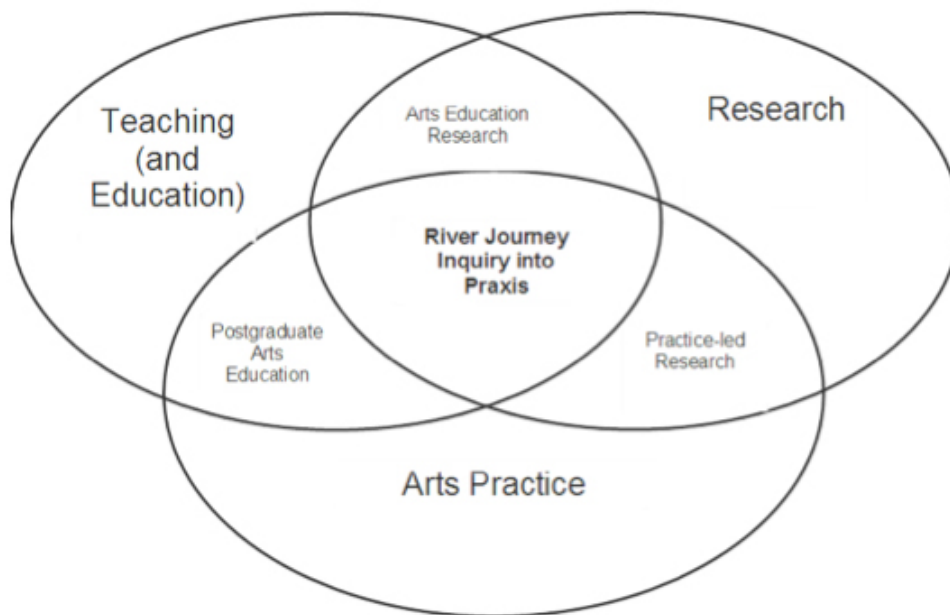 Teaching
(and
Education)
Arts Education
Research
Research
River Journey
Inquiry into
Praxis
Postgraduate
Arts
Education
Practice-led
Research
Arts Practice